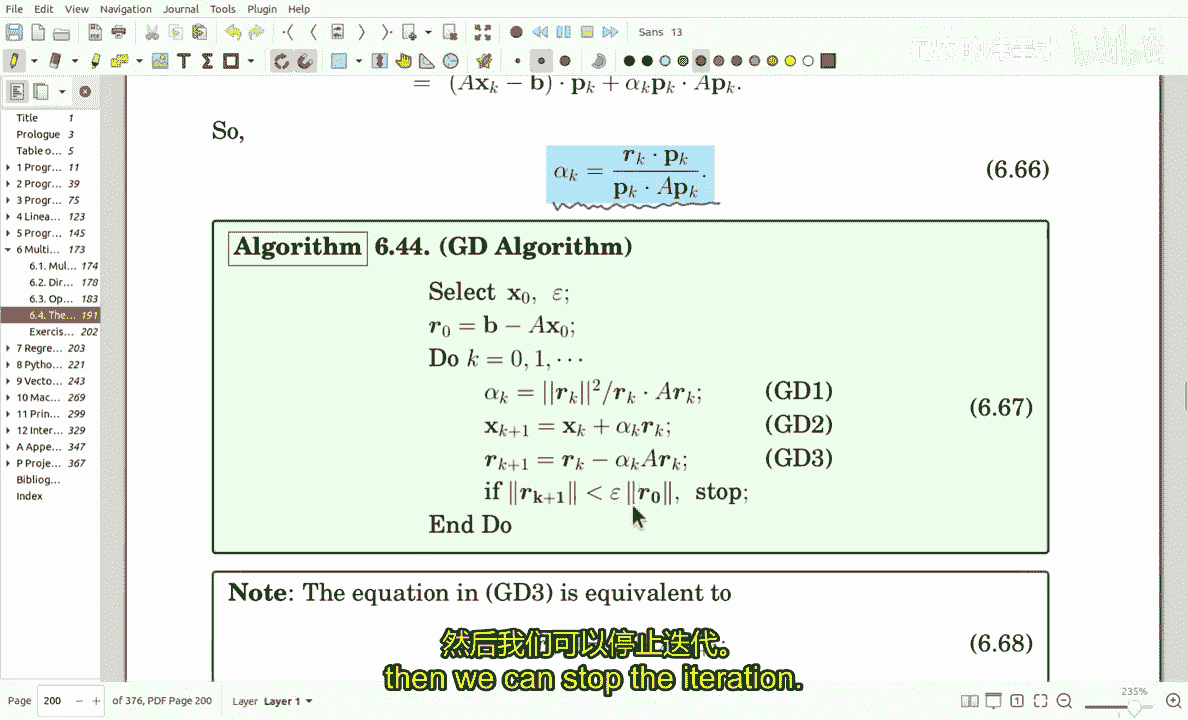 File Edit View Navigation Journal Tools Plugin Help
Sans 13
= (Ax_k − b) · p_k + α_k p_k · Ap_k.
Title 1
Prologue 3
Table o... 5
1 Progr... 11
2 Progr... 39
3 Progr... 75
4 Linea... 123
5 Progr... 145
6 Multi... 173
6.1. Mul... 174
6.2. Dir... 178
6.3. Op... 183
6.4. The... 191
Exercis... 202
7 Regre... 203
8 Pytho... 221
9 Vecto... 243
10 Mac... 269
11 Prin... 299
12 Inter... 329
A Appe... 347
P Proje... 367
Bibliog...
Index
So,
α_k = r_k · p_k / p_k · Ap_k. (6.66)
Algorithm 6.44. (GD Algorithm)
Select x_0, ε;
r_0 = b − Ax_0;
Do k = 0, 1, ···
α_k = ||r_k||²/r_k · Ar_k; (GD1)
x_{k+1} = x_k + α_k r_k; (GD2)
(6.67)
r_{k+1} = r_k − α_k Ar_k; (GD3)
if ‖r_{k+1}‖ < ε‖r_0‖, stop;
End Do
Note: The equation in (GD3) is equivalent to
(6.68)
然后我们可以停止迭代。
then we can stop the iteration.
Page 200 − + of 376, PDF Page 200 Layer Layer 1
235%